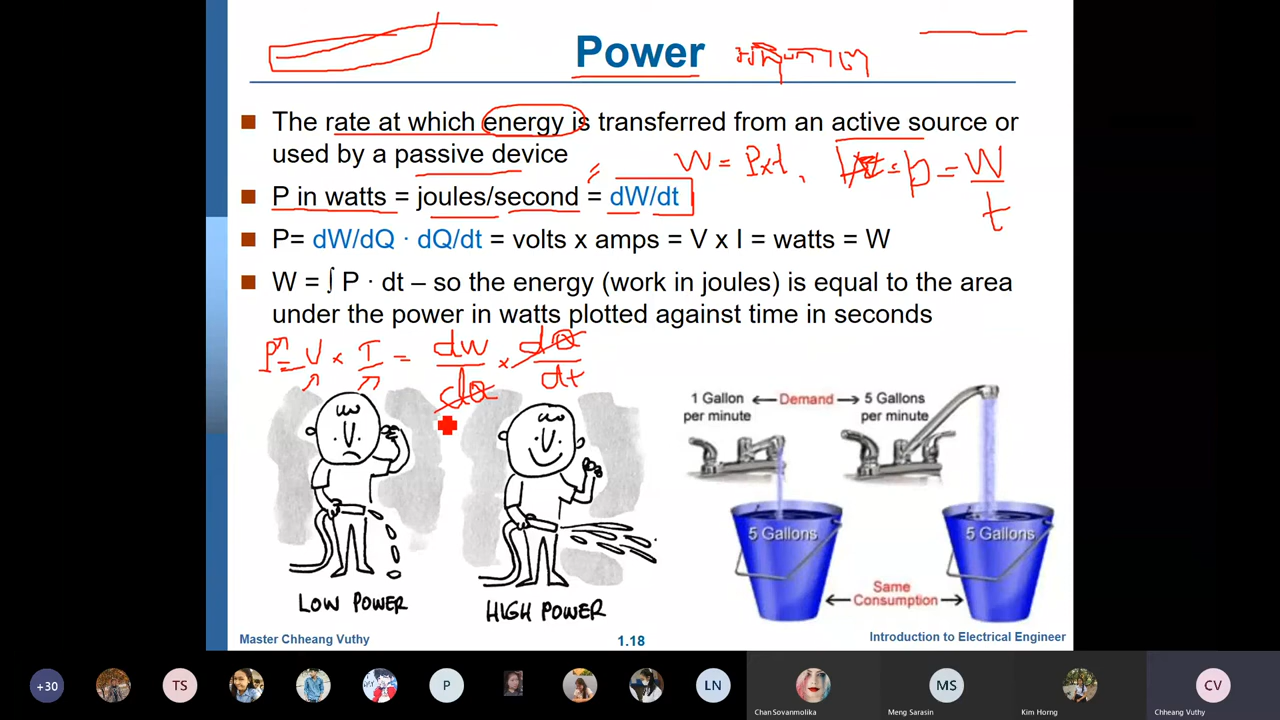 Power
The rate at which energy is transferred from an active source or
used by a passive device
W = Pxt, = p = W
t
P in watts = joules/second = dW/dt
P= dW/dQ · dQ/dt = volts x amps = V x I = watts = W
W = ∫ P · dt – so the energy (work in joules) is equal to the area
under the power in watts plotted against time in seconds
P = V × I = dW × dQ
dQ dt
1 Gallon ← Demand → 5 Gallons
per minute per minute
5 Gallons 5 Gallons
Same
← Consumption →
LOW POWER HIGH POWER
Master Chheang Vuthy 1.18 Introduction to Electrical Engineer
+30 TS P LN MS CV
Chan Sovanmolika Meng Sarasin Kim Horng Chheang Vuthy